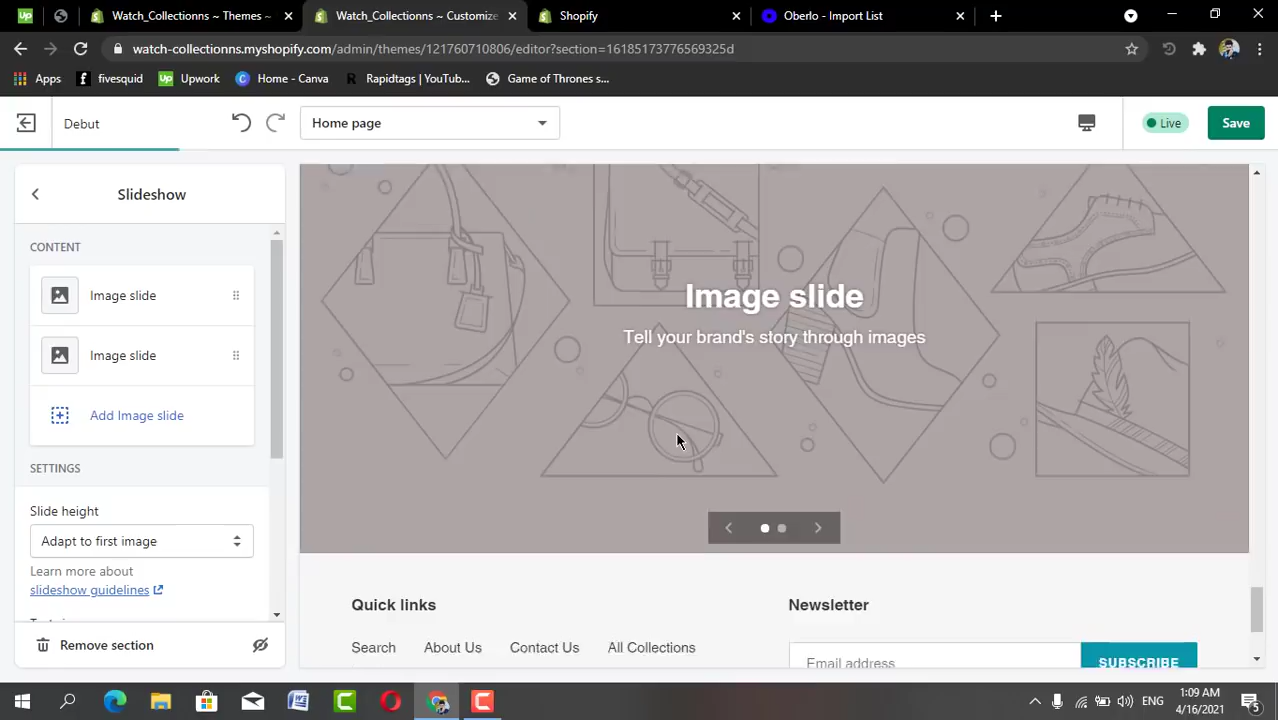 Watch_Collectionns ~ Themes ~
Watch_Collectionns ~ Customize
Shopify
Oberlo - Import List
watch-collectionns.myshopify.com/admin/themes/121760710806/editor?section=16185173776569325d
Apps
fivesquid
Upwork
Home - Canva
Rapidtags | YouTub...
Game of Thrones s...
Debut
Home page
Live
Save
Slideshow
CONTENT
Image slide
Image slide
Add Image slide
SETTINGS
Slide height
Adapt to first image
Learn more about
slideshow guidelines
Remove section
Image slide
Tell your brand's story through images
Quick links
Newsletter
Search
About Us
Contact Us
All Collections
Email address
SUBSCRIBE
ENG
1:09 AM
4/16/2021
5